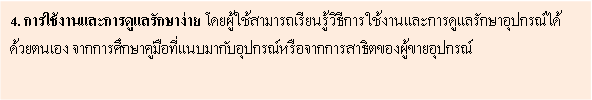 4. การใช้งานและการดูแลรักษาง่าย โดยผู้ใช้สามารถเรียนรู้วิธีการใช้งานและการดูแลรักษาอุปกรณ์ได้
ด้วยตนเอง จากการศึกษาคู่มือที่แนบมากับอุปกรณ์หรือจากการสาธิตของผู้ขายอุปกรณ์